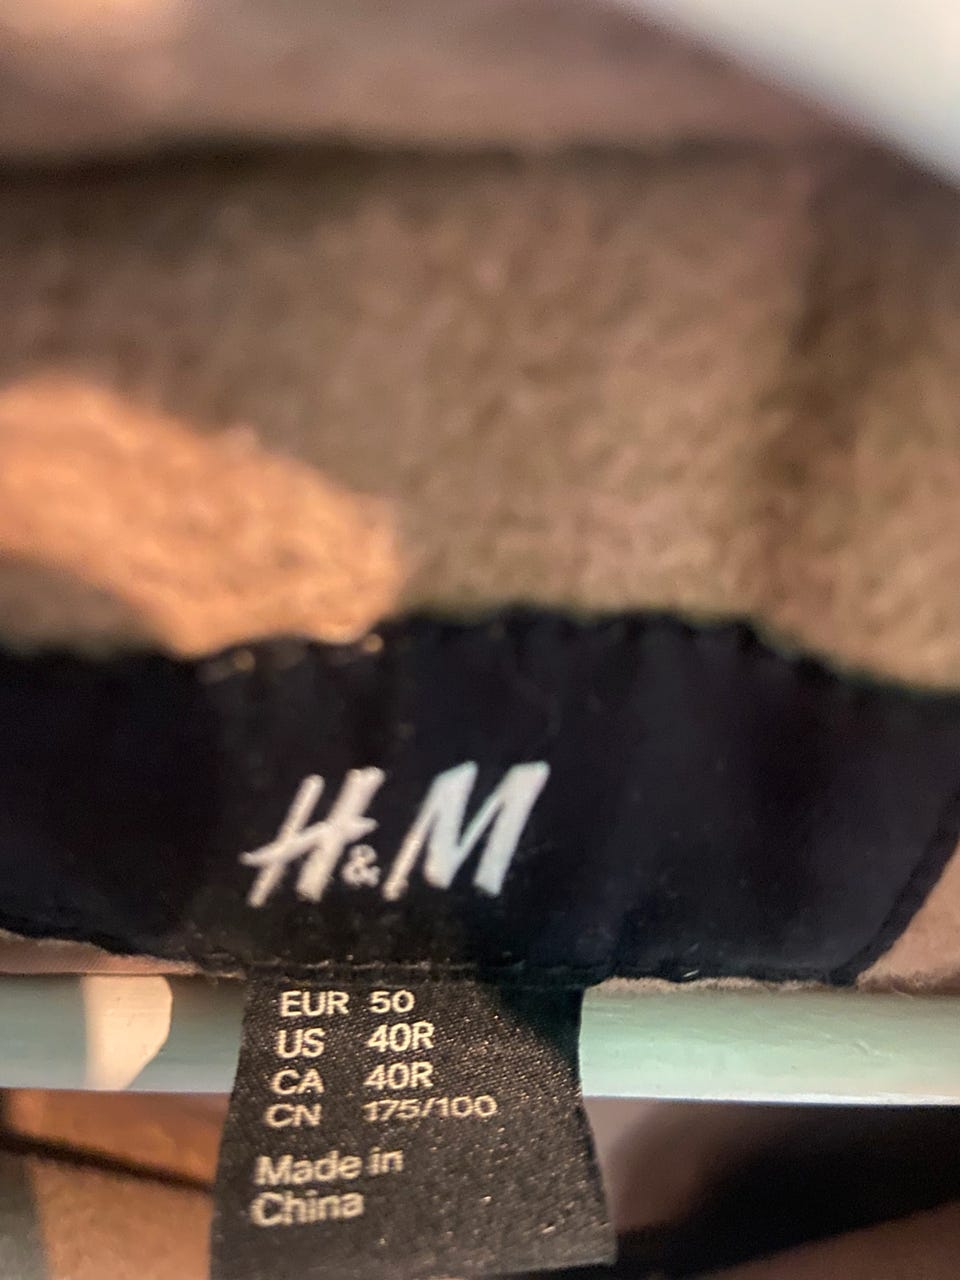 H&M
EUR 50
US 40R
CA 40R
CN 175/100
Made in
China